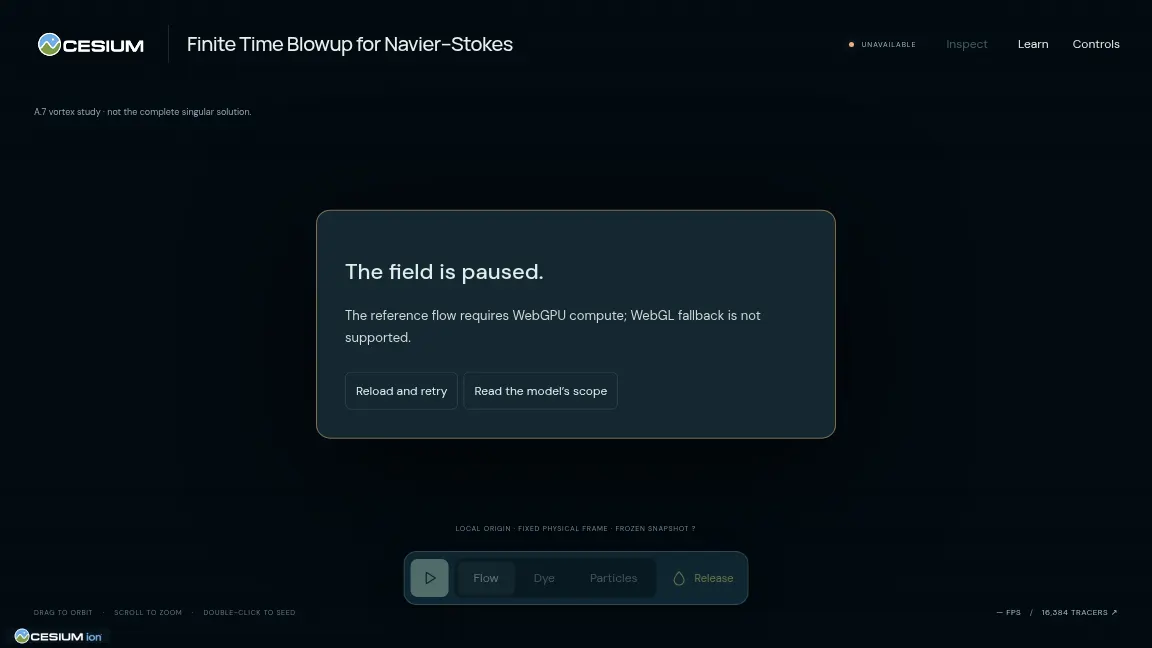 CESIUM
Finite Time Blowup for Navier–Stokes
UNAVAILABLE
Inspect
Learn
Controls
A.7 vortex study · not the complete singular solution.
The field is paused.
The reference flow requires WebGPU compute; WebGL fallback is not
supported.
Reload and retry
Read the model’s scope
LOCAL ORIGIN · FIXED PHYSICAL FRAME · FROZEN SNAPSHOT ?
Flow
Dye
Particles
Release
DRAG TO ORBIT · SCROLL TO ZOOM · DOUBLE-CLICK TO SEED
— FPS / 16,384 TRACERS ↗
CESIUM ion